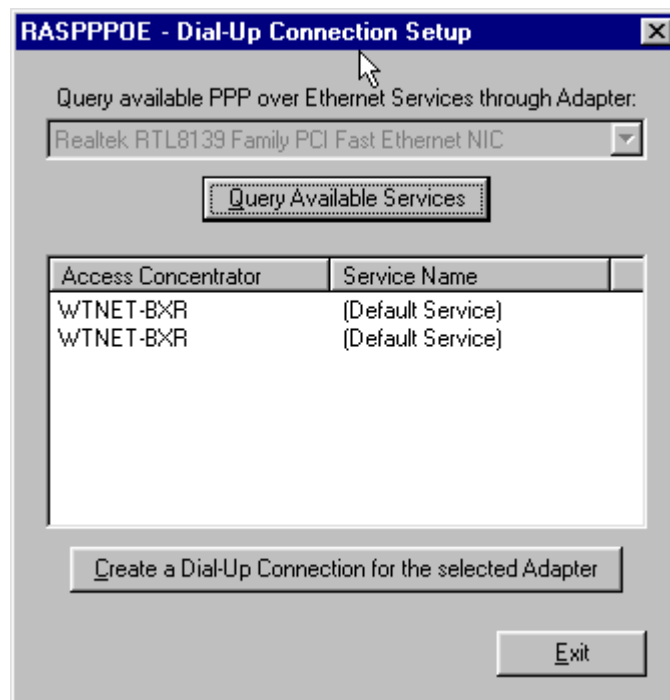 RASPPPOE - Dial-Up Connection Setup
Query available PPP over Ethernet Services through Adapter:
Realtek RTL8139 Family PCI Fast Ethernet NIC
Query Available Services
Access Concentrator Service Name
WTNET-BXR (Default Service)
WTNET-BXR (Default Service)
Create a Dial-Up Connection for the selected Adapter
Exit